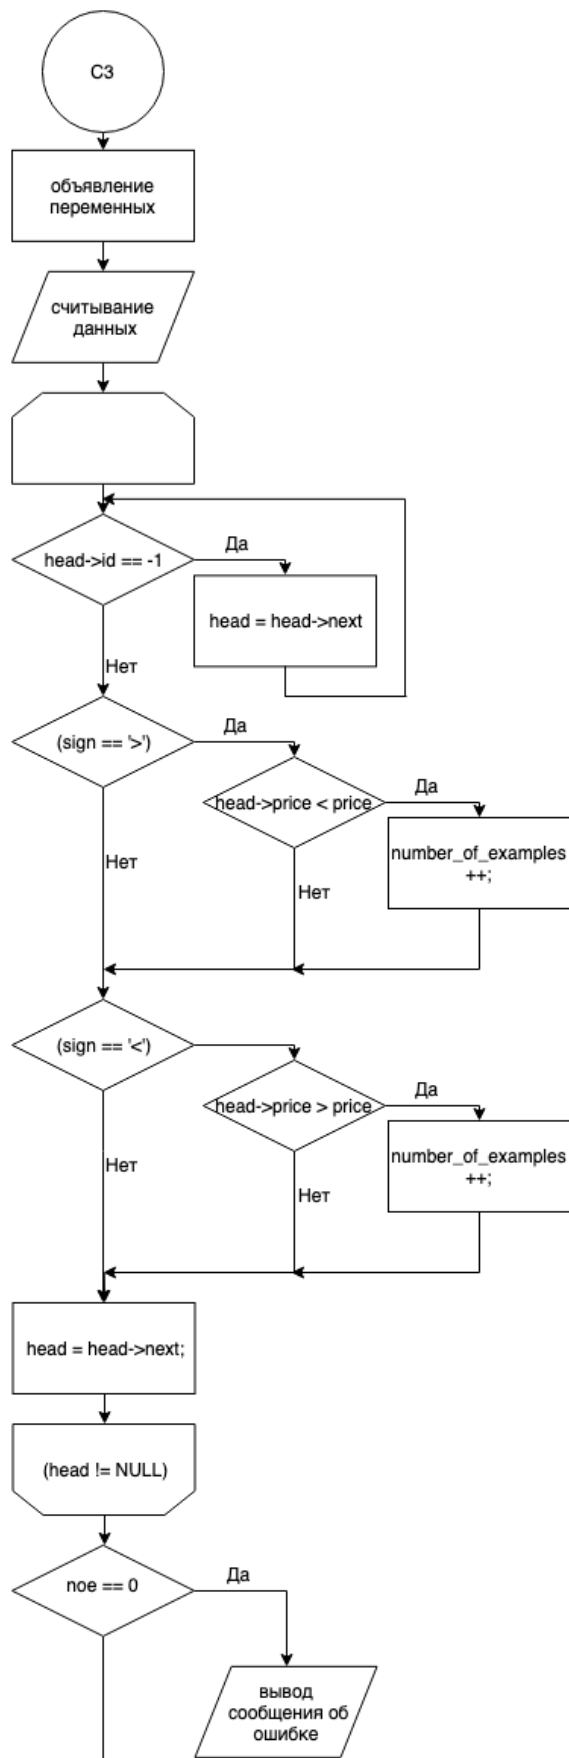 С3
объявление
переменных
считывание
данных
head->id == -1
Да
head = head->next
Нет
(sign == '>')
Да
head->price < price
Да
number_of_examples
++;
Нет
Нет
(sign == '<')
head->price > price
Да
number_of_examples
++;
Нет
Нет
head = head->next;
(head != NULL)
noe == 0
Да
вывод
сообщения об
ошибке